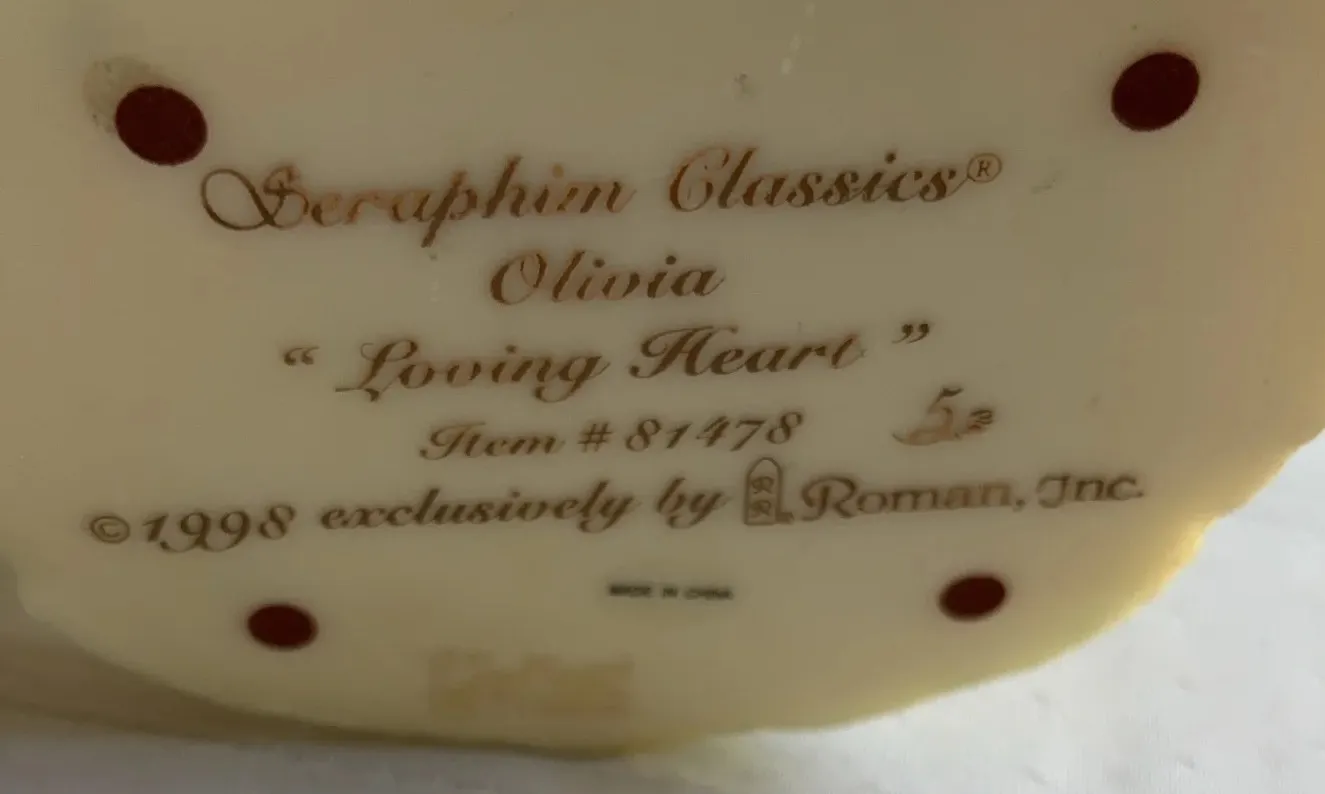 Seraphim Classics®
Olivia
“ Loving Heart ”
Item # 81478
©1998 exclusively by Roman, Inc.
MADE IN CHINA